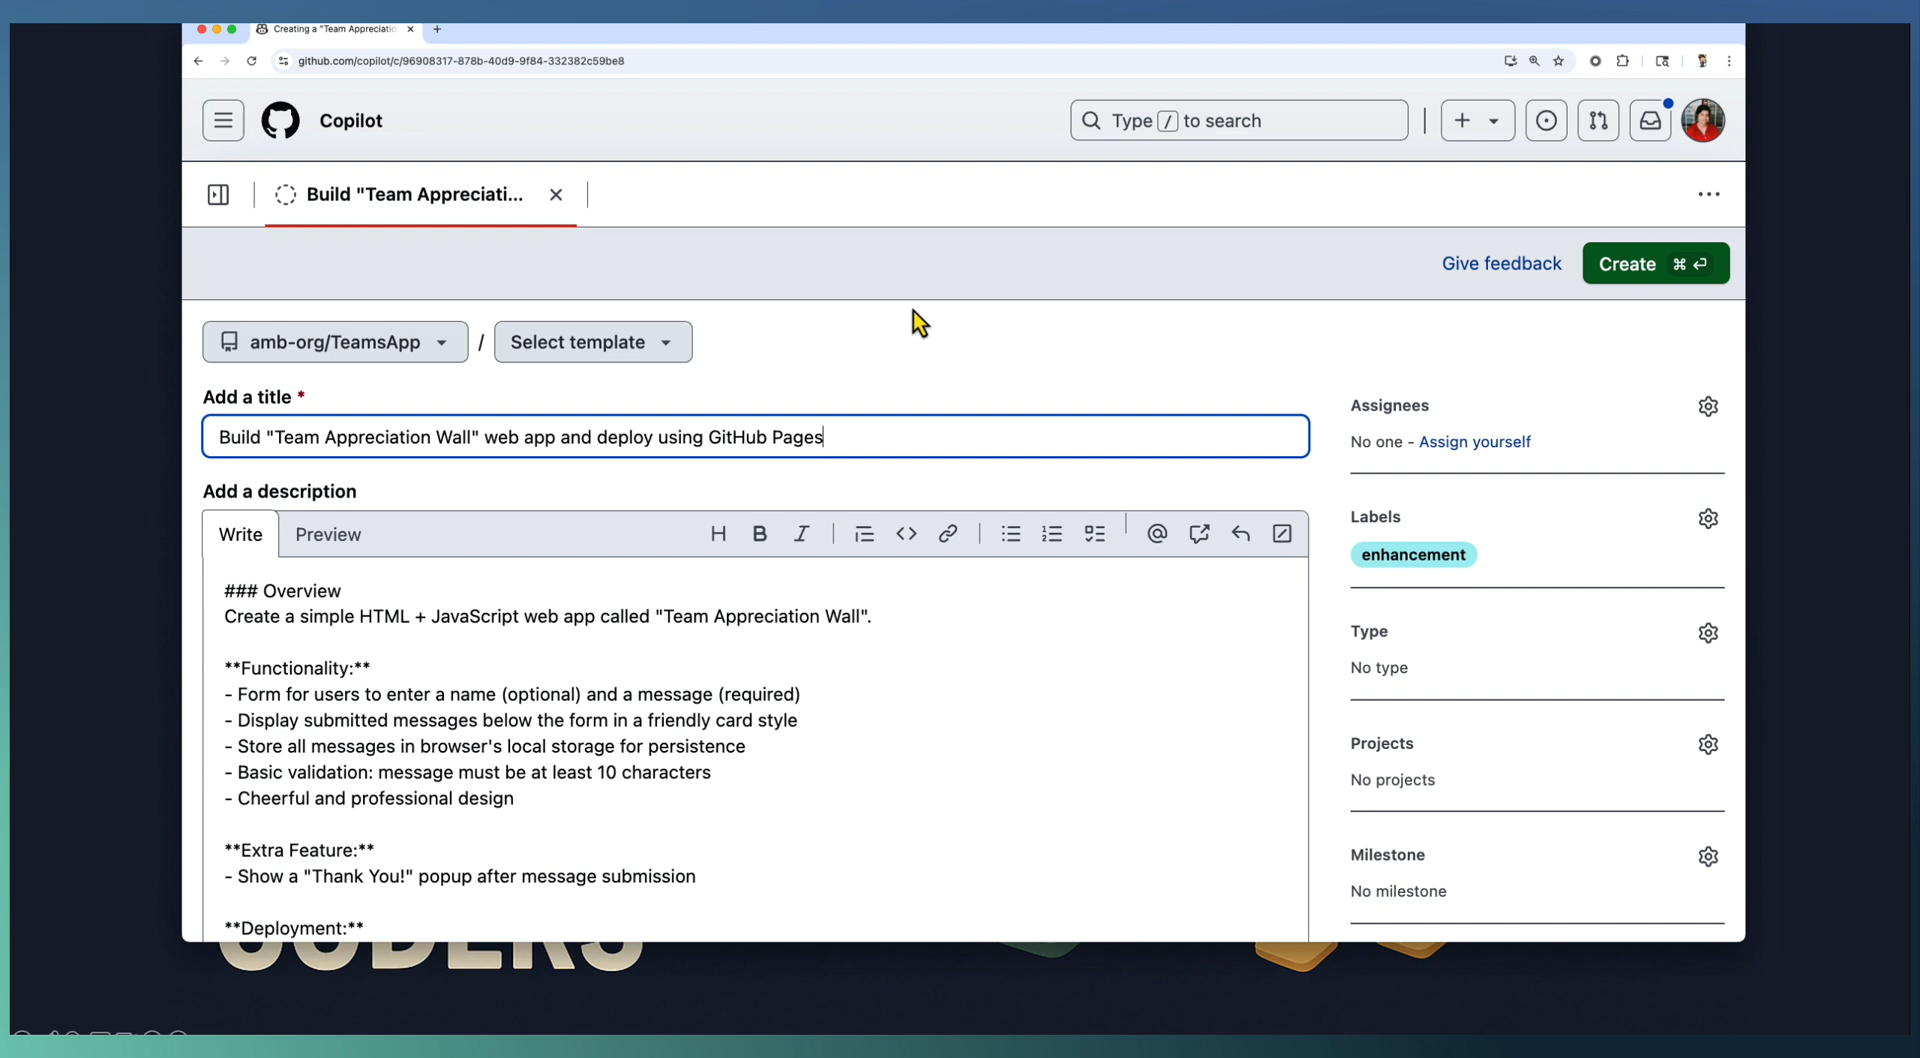 Creating a "Team Appreciatio
github.com/copilot/c/96908317-878b-40d9-9f84-332382c59be8
Copilot
Type / to search
Build "Team Appreciati...
Give feedback
Create ⌘ ↵
amb-org/TeamsApp / Select template
Add a title *
Build "Team Appreciation Wall" web app and deploy using GitHub Pages
Add a description
Write Preview
### Overview
Create a simple HTML + JavaScript web app called "Team Appreciation Wall".
**Functionality:**
- Form for users to enter a name (optional) and a message (required)
- Display submitted messages below the form in a friendly card style
- Store all messages in browser's local storage for persistence
- Basic validation: message must be at least 10 characters
- Cheerful and professional design
**Extra Feature:**
- Show a "Thank You!" popup after message submission
**Deployment:**
Assignees
No one - Assign yourself
Labels
enhancement
Type
No type
Projects
No projects
Milestone
No milestone